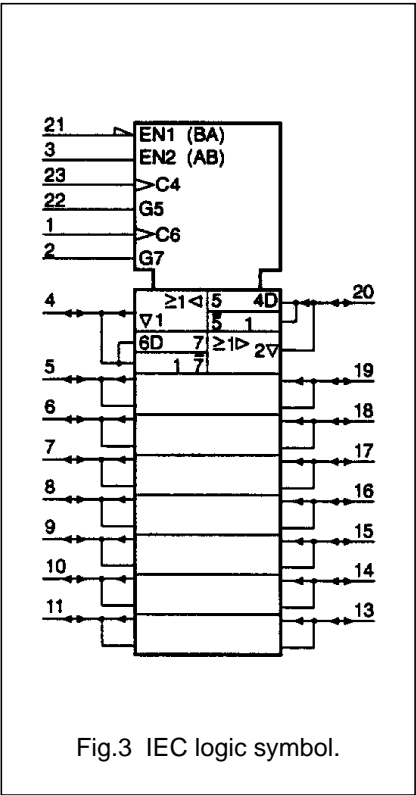 21 EN1 (BA)
3 EN2 (AB)
23 >C4
22 G5
1 >C6
2 G7
4 ≥1◁ 5 4D 20
▽1 5̅ 1
6D 7 ≥1▷ 2▽
1 7̅
5 19
6 18
7 17
8 16
9 15
10 14
11 13
Fig.3 IEC logic symbol.